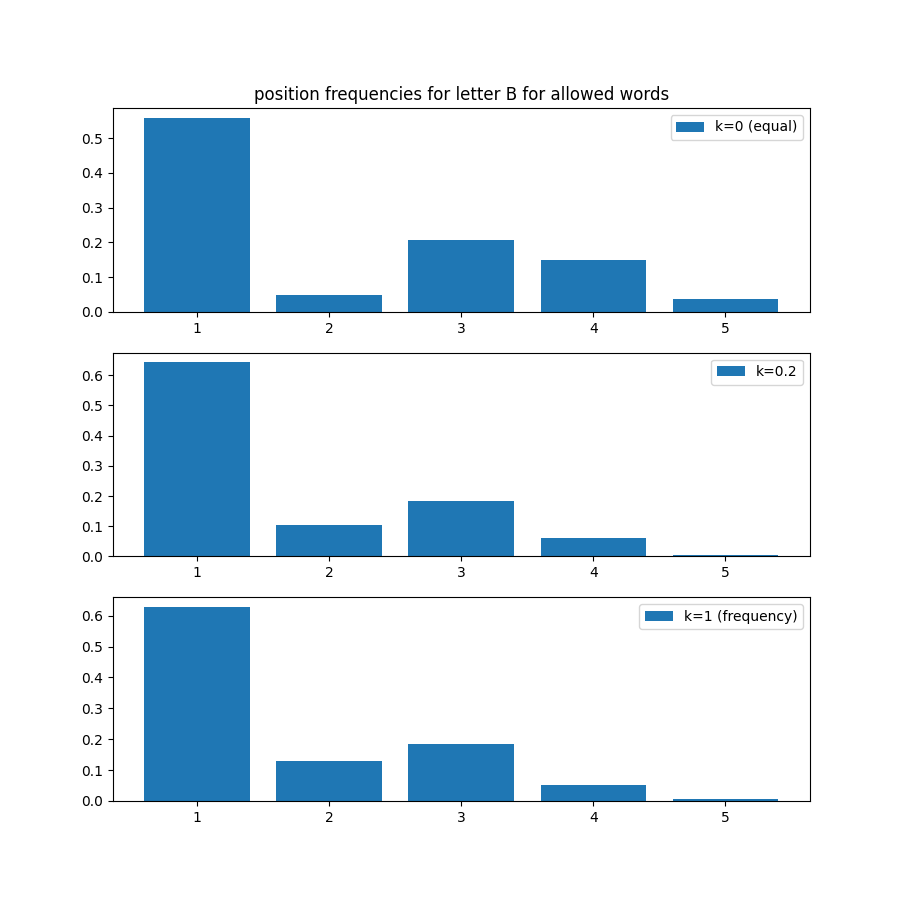 position frequencies for letter B for allowed words
k=0 (equal)
0.5
0.4
0.3
0.2
0.1
0.0
1 2 3 4 5
k=0.2
0.6
0.5
0.4
0.3
0.2
0.1
0.0
1 2 3 4 5
k=1 (frequency)
0.6
0.5
0.4
0.3
0.2
0.1
0.0
1 2 3 4 5